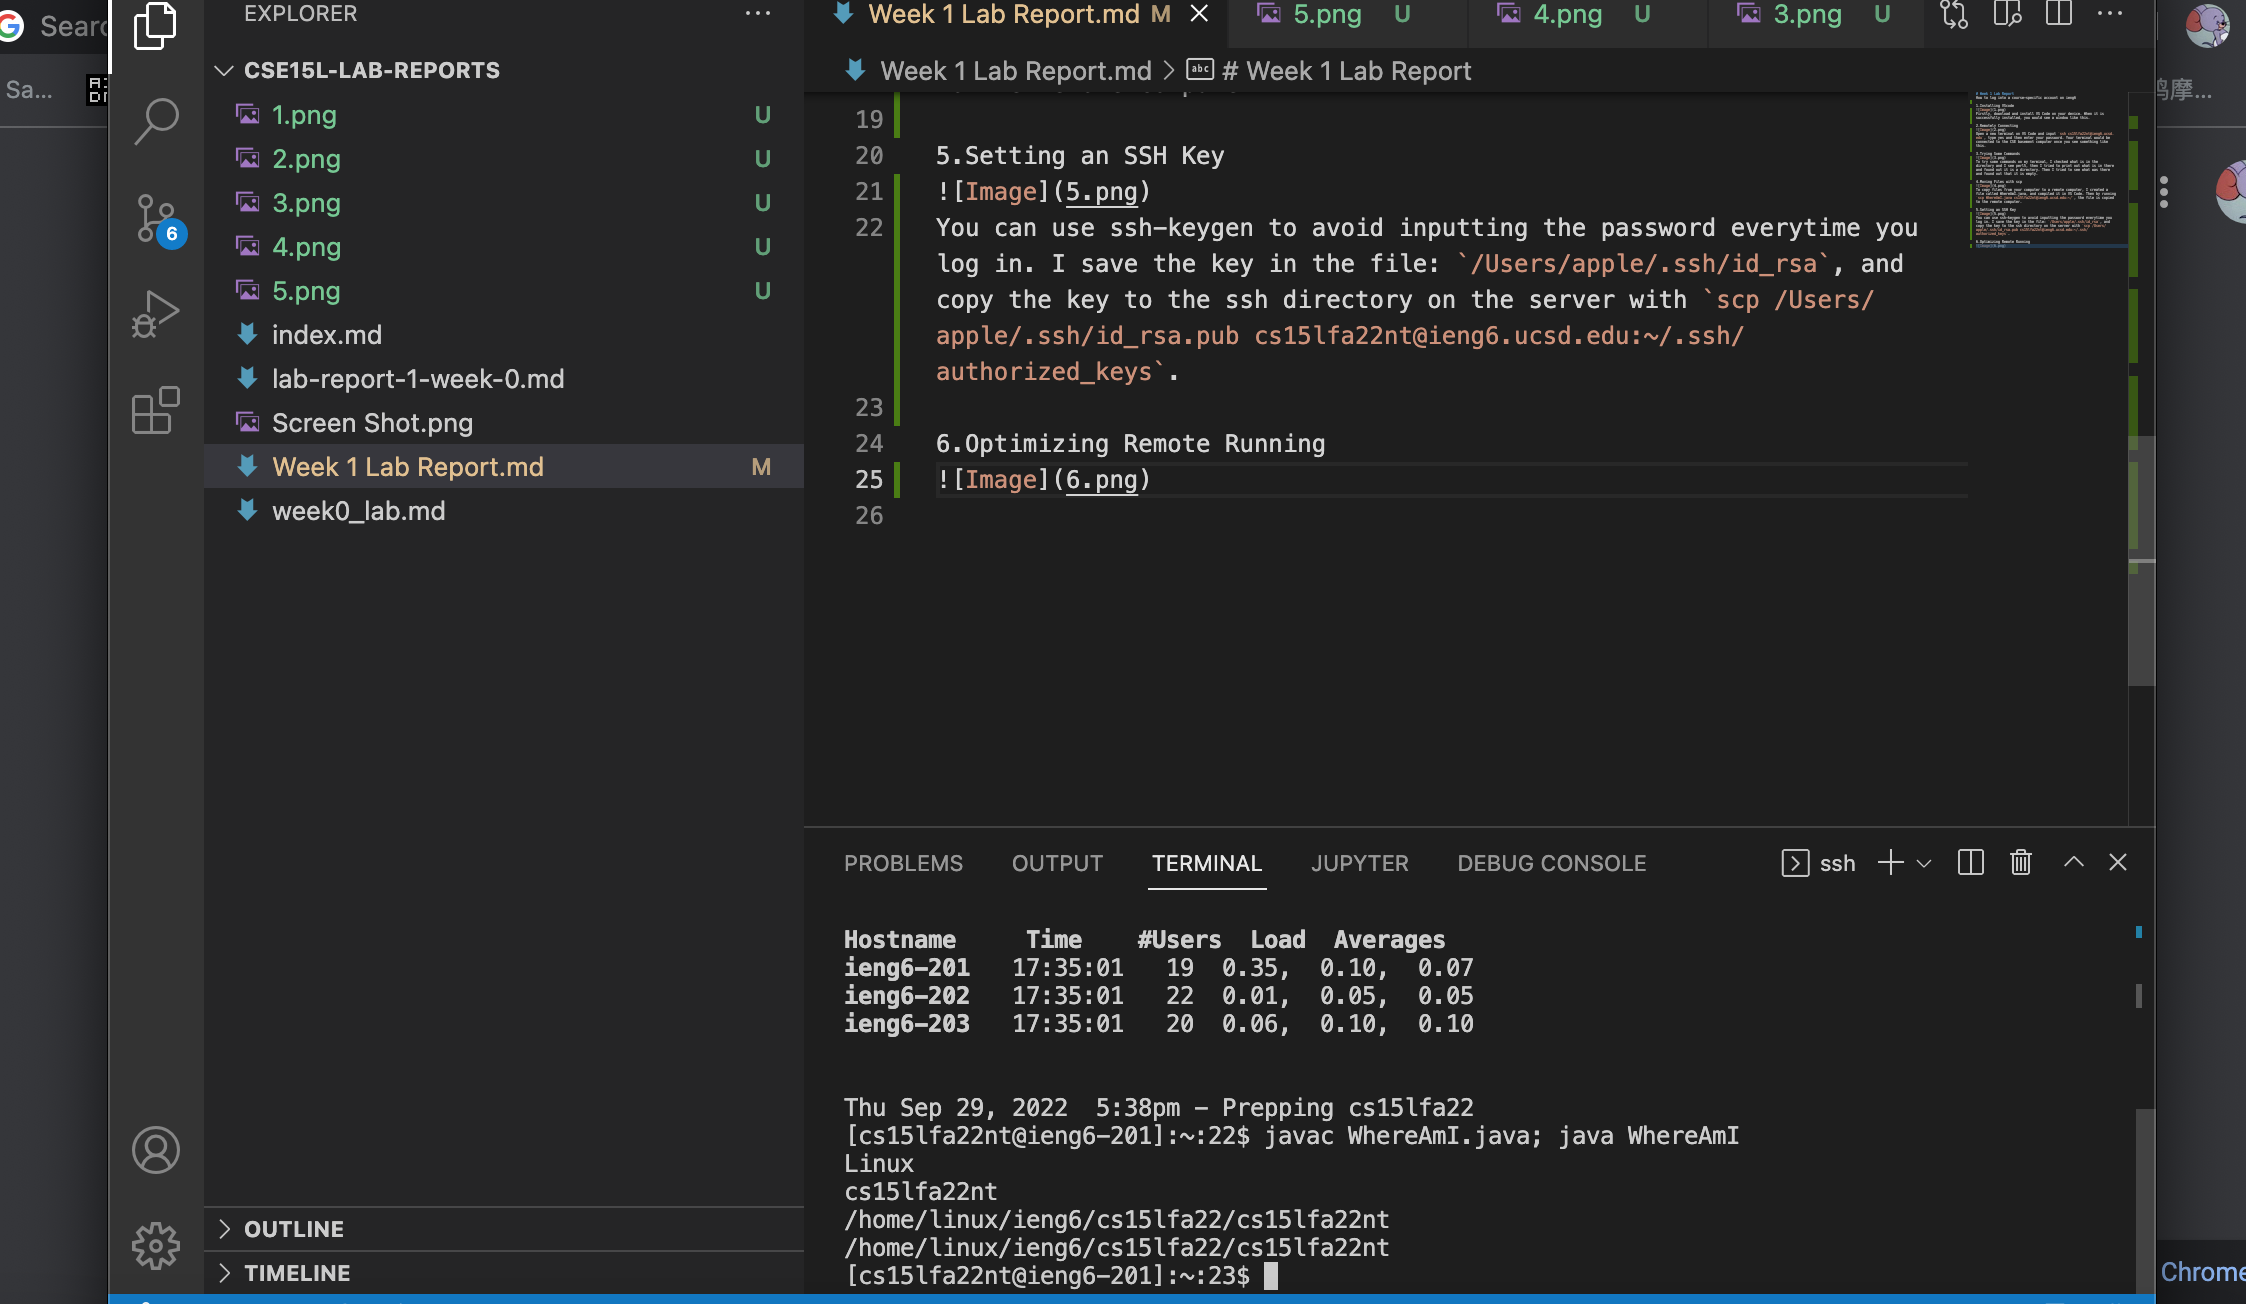 Sear
Sa...
EXPLORER
CSE15L-LAB-REPORTS
1.png U
2.png U
3.png U
4.png U
5.png U
index.md
lab-report-1-week-0.md
Screen Shot.png
Week 1 Lab Report.md M
week0_lab.md
OUTLINE
TIMELINE
6
Week 1 Lab Report.md M
5.png U
4.png U
3.png U
Week 1 Lab Report.md > # Week 1 Lab Report
19
20 5.Setting an SSH Key
21 ![Image](5.png)
22 You can use ssh-keygen to avoid inputting the password everytime you
log in. I save the key in the file: `/Users/apple/.ssh/id_rsa`, and
copy the key to the ssh directory on the server with `scp /Users/
apple/.ssh/id_rsa.pub cs15lfa22nt@ieng6.ucsd.edu:~/.ssh/
authorized_keys`.
23
24 6.Optimizing Remote Running
25 ![Image](6.png)
26
PROBLEMS OUTPUT TERMINAL JUPYTER DEBUG CONSOLE ssh
Hostname Time #Users Load Averages
ieng6-201 17:35:01 19 0.35, 0.10, 0.07
ieng6-202 17:35:01 22 0.01, 0.05, 0.05
ieng6-203 17:35:01 20 0.06, 0.10, 0.10
Thu Sep 29, 2022 5:38pm - Prepping cs15lfa22
[cs15lfa22nt@ieng6-201]:~:22$ javac WhereAmI.java; java WhereAmI
Linux
cs15lfa22nt
/home/linux/ieng6/cs15lfa22/cs15lfa22nt
/home/linux/ieng6/cs15lfa22/cs15lfa22nt
[cs15lfa22nt@ieng6-201]:~:23$
摩...
Chrome